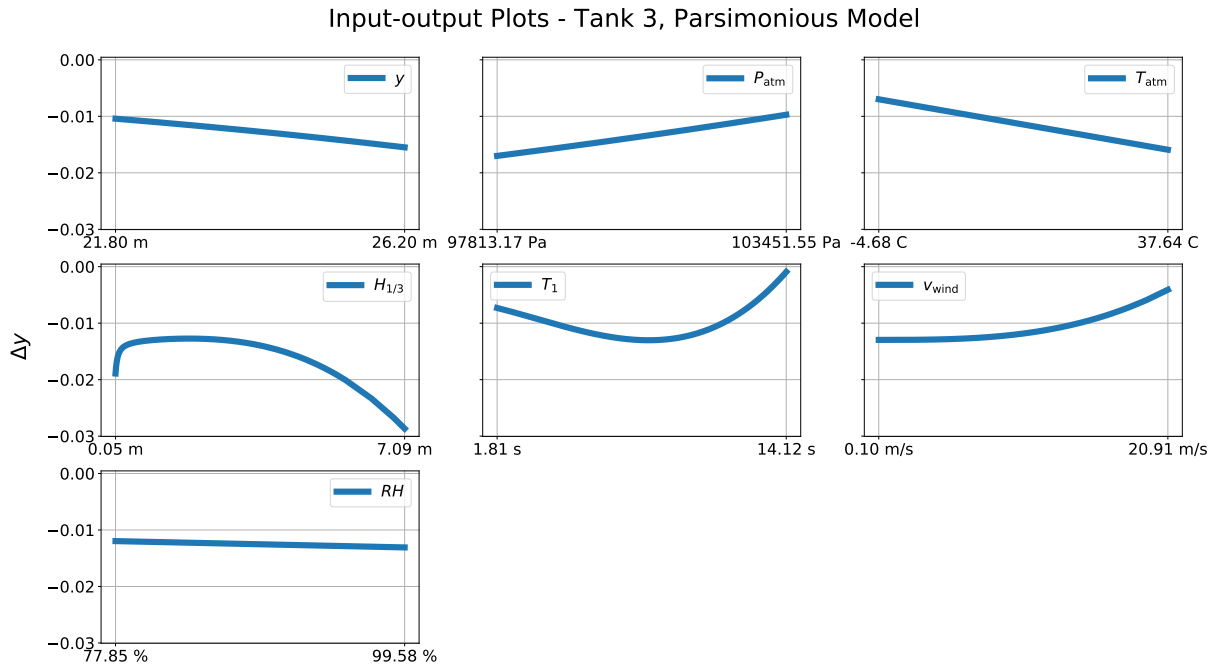 Input-output Plots - Tank 3, Parsimonious Model
0.00
−0.01
−0.02
−0.03
y
21.80 m
26.20 m
P_atm
97813.17 Pa
103451.55 Pa
T_atm
-4.68 C
37.64 C
Δy
0.00
−0.01
−0.02
−0.03
H_1/3
0.05 m
7.09 m
T_1
1.81 s
14.12 s
v_wind
0.10 m/s
20.91 m/s
0.00
−0.01
−0.02
−0.03
RH
77.85 %
99.58 %